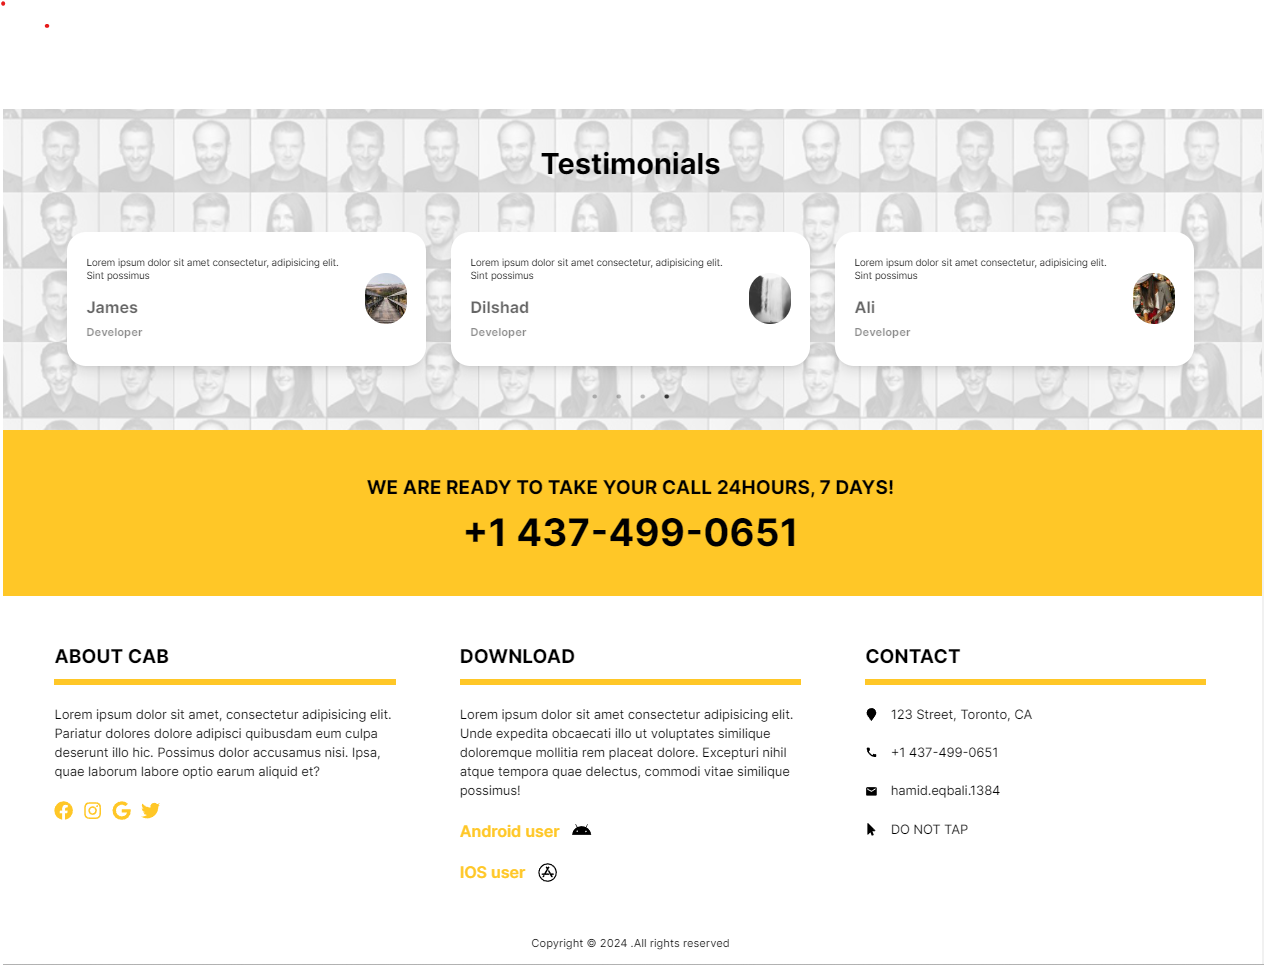 Testimonials
Lorem ipsum dolor sit amet consectetur, adipisicing elit.
Sint possimus
James
Developer
Lorem ipsum dolor sit amet consectetur, adipisicing elit.
Sint possimus
Dilshad
Developer
Lorem ipsum dolor sit amet consectetur, adipisicing elit.
Sint possimus
Ali
Developer
WE ARE READY TO TAKE YOUR CALL 24HOURS, 7 DAYS!
+1 437-499-0651
ABOUT CAB
Lorem ipsum dolor sit amet, consectetur adipisicing elit.
Pariatur dolores dolore adipisci quibusdam eum culpa
deserunt illo hic. Possimus dolor accusamus nisi. Ipsa,
quae laborum labore optio earum aliquid et?
DOWNLOAD
Lorem ipsum dolor sit amet consectetur adipisicing elit.
Unde expedita obcaecati illo ut voluptates similique
doloremque mollitia rem placeat dolore. Excepturi nihil
atque tempora quae delectus, commodi vitae similique
possimus!
Android user
IOS user
CONTACT
123 Street, Toronto, CA
+1 437-499-0651
hamid.eqbali.1384
DO NOT TAP
Copyright © 2024 .All rights reserved